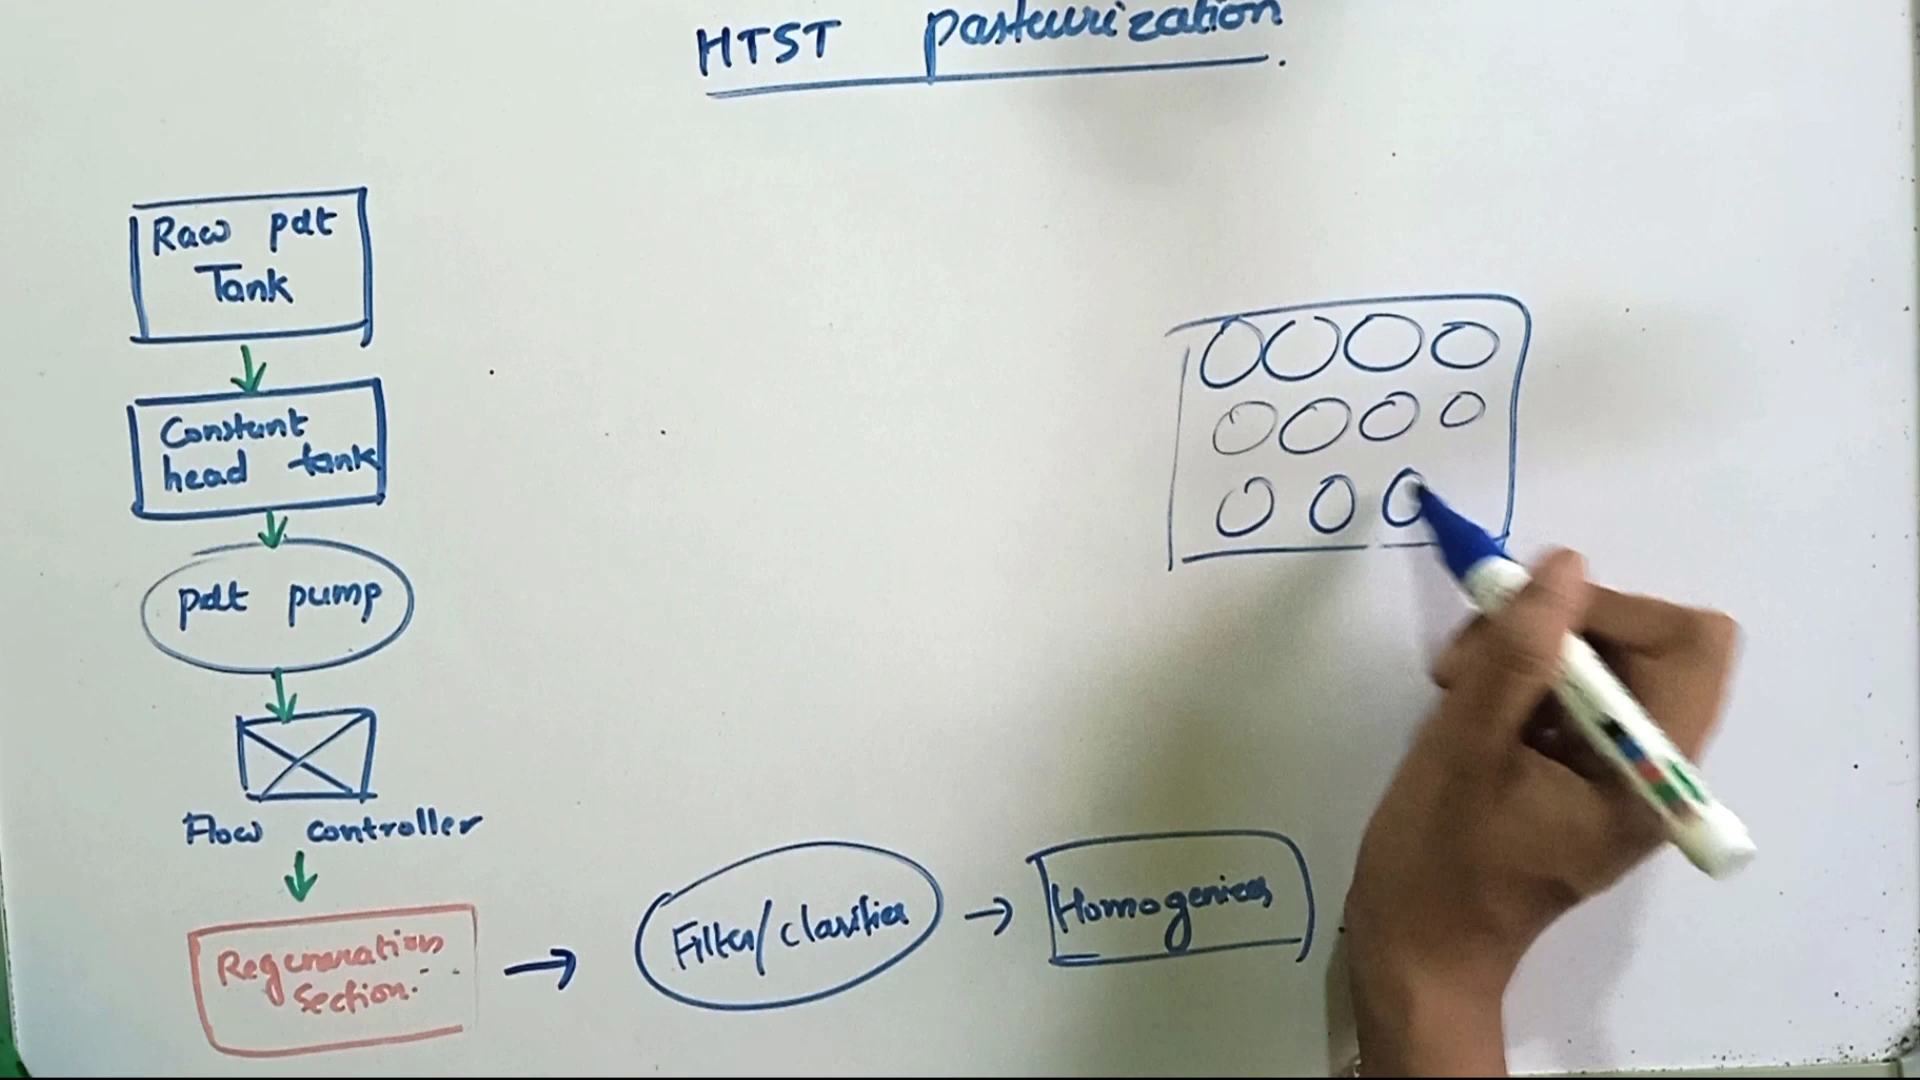 HTST pasteurization.
Raw pdt
Tank
Constant
head tank
pdt pump
Flow controller
Regeneration
section.
Filter/clarifier
Homogenizer